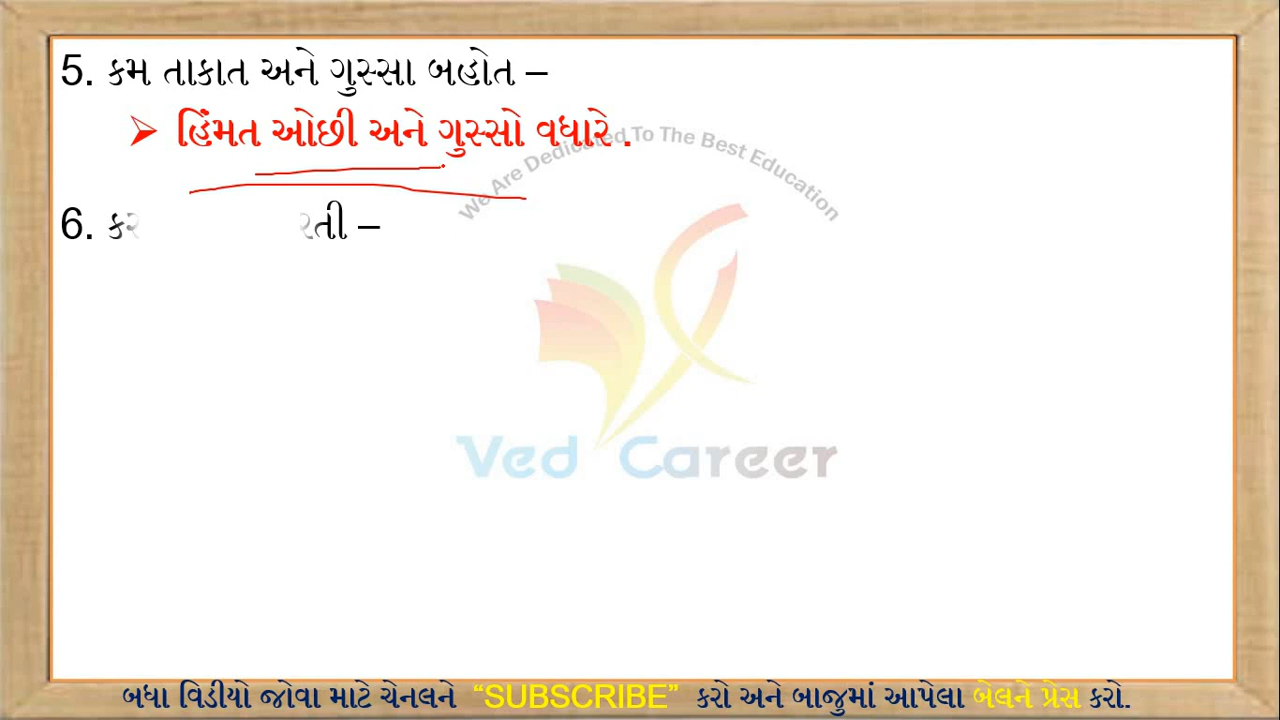 5. કમ તાકાત અને ગુસ્સા બહોત –
➤ હિંમત ઓછી અને ગુસ્સો વધારે .
We Are Dedicated To The Best Education
6.
Ved Career
બધા વિડીયો જોવા માટે ચેનલને “SUBSCRIBE” કરો અને બાજુમાં આપેલા બેલને પ્રેસ કરો.